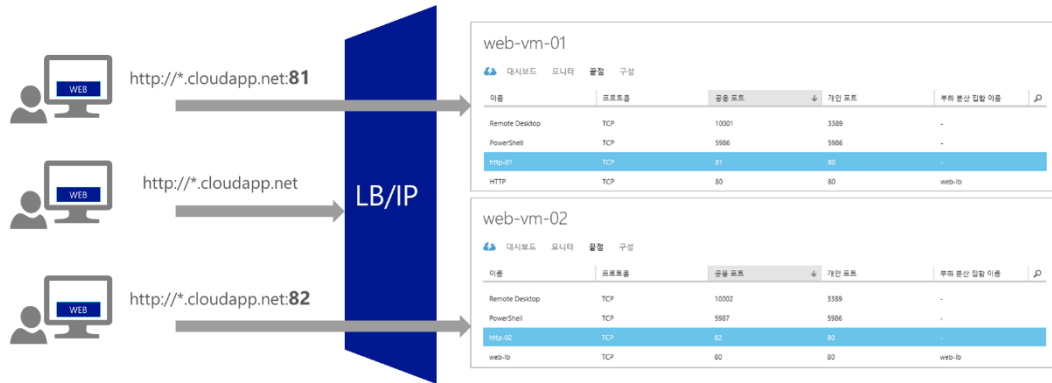 WEB
http://*.cloudapp.net:81
WEB
http://*.cloudapp.net
WEB
http://*.cloudapp.net:82
LB/IP
web-vm-01
대시보드 모니터 끝점 구성
이름 프로토콜 공용 포트 개인 포트 부하 분산 집합 이름
Remote Desktop TCP 10001 3389 -
PowerShell TCP 5986 5986 -
http-01 TCP 81 80 -
HTTP TCP 80 80 web-lb
web-vm-02
대시보드 모니터 끝점 구성
이름 프로토콜 공용 포트 개인 포트 부하 분산 집합 이름
Remote Desktop TCP 10002 3389 -
PowerShell TCP 5987 5986 -
http-02 TCP 82 80 -
web-lb TCP 80 80 web-lb